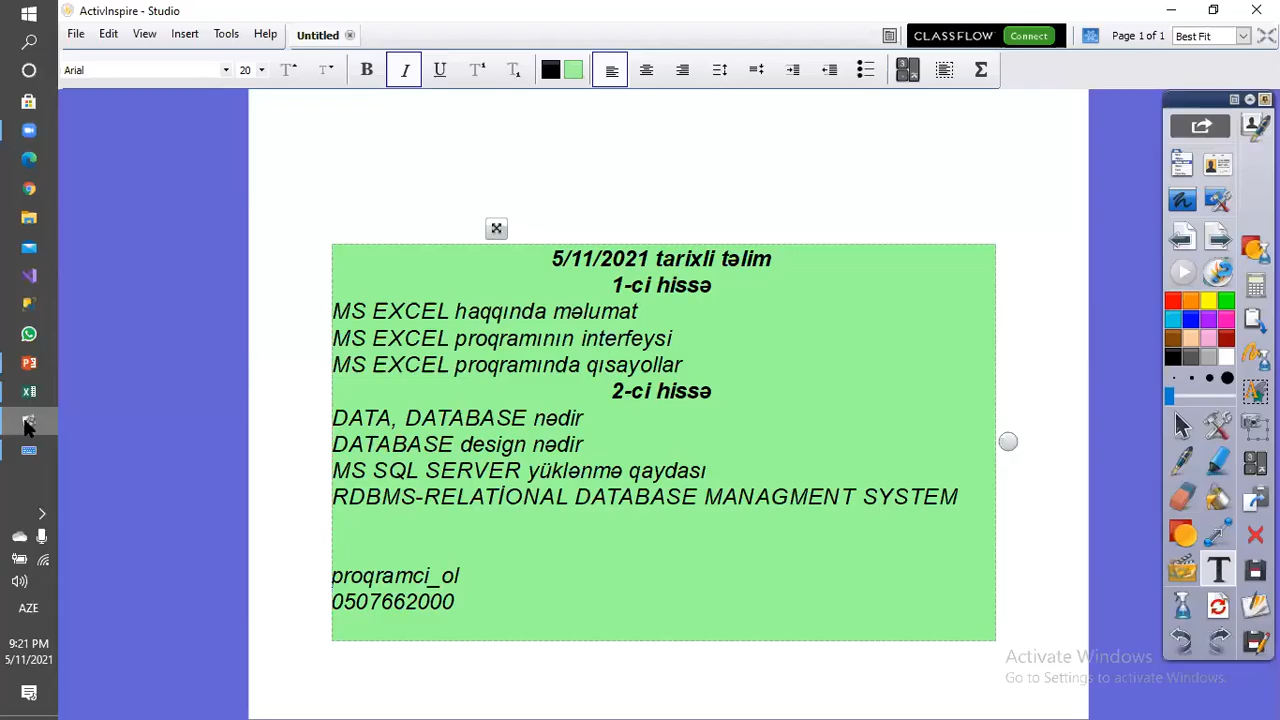 ActivInspire - Studio
File Edit View Insert Tools Help Untitled
CLASSFLOW Connect Page 1 of 1 Best Fit
Arial 20 B I U T T Σ
5/11/2021 tarixli təlim
1-ci hissə
MS EXCEL haqqında məlumat
MS EXCEL proqramının interfeysi
MS EXCEL proqramında qısayollar
2-ci hissə
DATA, DATABASE nədir
DATABASE design nədir
MS SQL SERVER yüklənmə qaydası
RDBMS-RELATİONAL DATABASE MANAGMENT SYSTEM
proqramci_ol
0507662000
AZE
9:21 PM
5/11/2021
Activate Windows
Go to Settings to activate Windows.